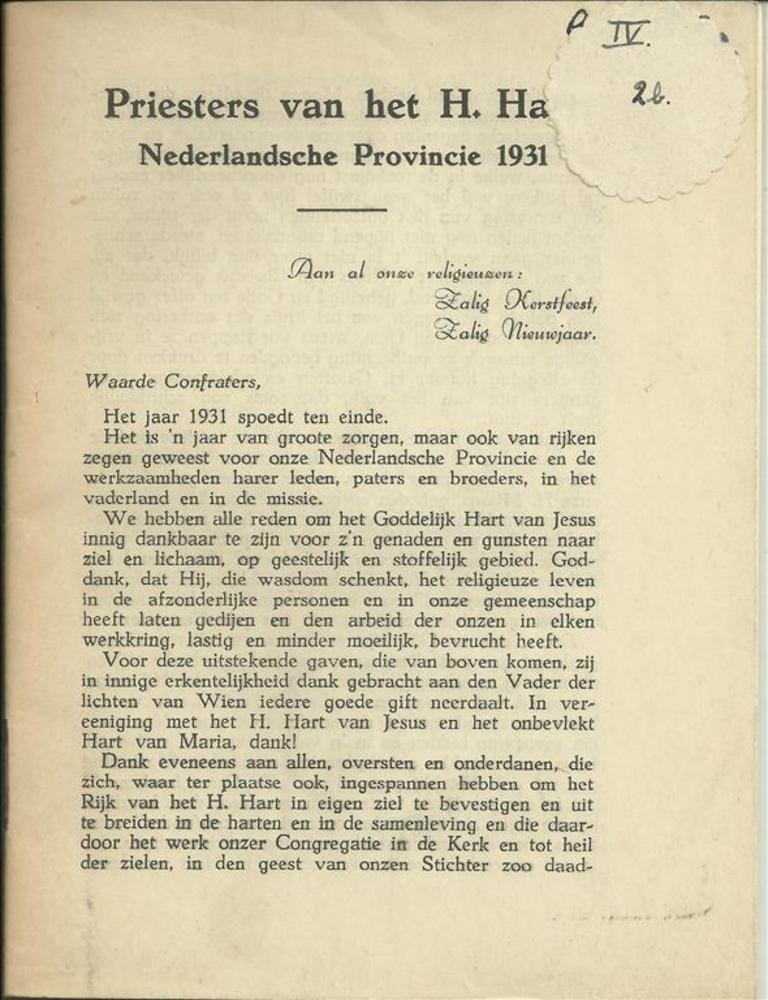 IV.
2b.
Priesters van het H. Ha
Nederlandsche Provincie 1931
Aan al onze religieuzen:
Zalig Kerstfeest,
Zalig Nieuwjaar.
Waarde Confraters,
Het jaar 1931 spoedt ten einde.
Het is 'n jaar van groote zorgen, maar ook van rijken
zegen geweest voor onze Nederlandsche Provincie en de
werkzaamheden harer leden, paters en broeders, in het
vaderland en in de missie.
We hebben alle reden om het Goddelijk Hart van Jesus
innig dankbaar te zijn voor z'n genaden en gunsten naar
ziel en lichaam, op geestelijk en stoffelijk gebied. God-
dank, dat Hij, die wasdom schenkt, het religieuze leven
in de afzonderlijke personen en in onze gemeenschap
heeft laten gedijen en den arbeid der onzen in elken
werkkring, lastig en minder moeilijk, bevrucht heeft.
Voor deze uitstekende gaven, die van boven komen, zij
in innige erkentelijkheid dank gebracht aan den Vader der
lichten van Wien iedere goede gift neerdaalt. In ver-
eeniging met het H. Hart van Jesus en het onbevlekt
Hart van Maria, dank!
Dank eveneens aan allen, oversten en onderdanen, die
zich, waar ter plaatse ook, ingespannen hebben om het
Rijk van het H. Hart in eigen ziel te bevestigen en uit
te breiden in de harten en in de samenleving en die daar-
door het werk onzer Congregatie in de Kerk en tot heil
der zielen, in den geest van onzen Stichter zoo daad-